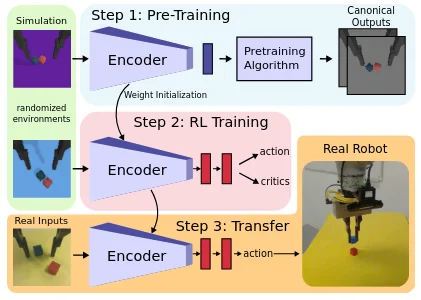 Simulation
Step 1: Pre-Training
Canonical
Outputs
Encoder
Pretraining
Algorithm
randomized
environments
Weight Initialization
Step 2: RL Training
Encoder
action
critics
Real Robot
Real Inputs
Step 3: Transfer
Encoder
action